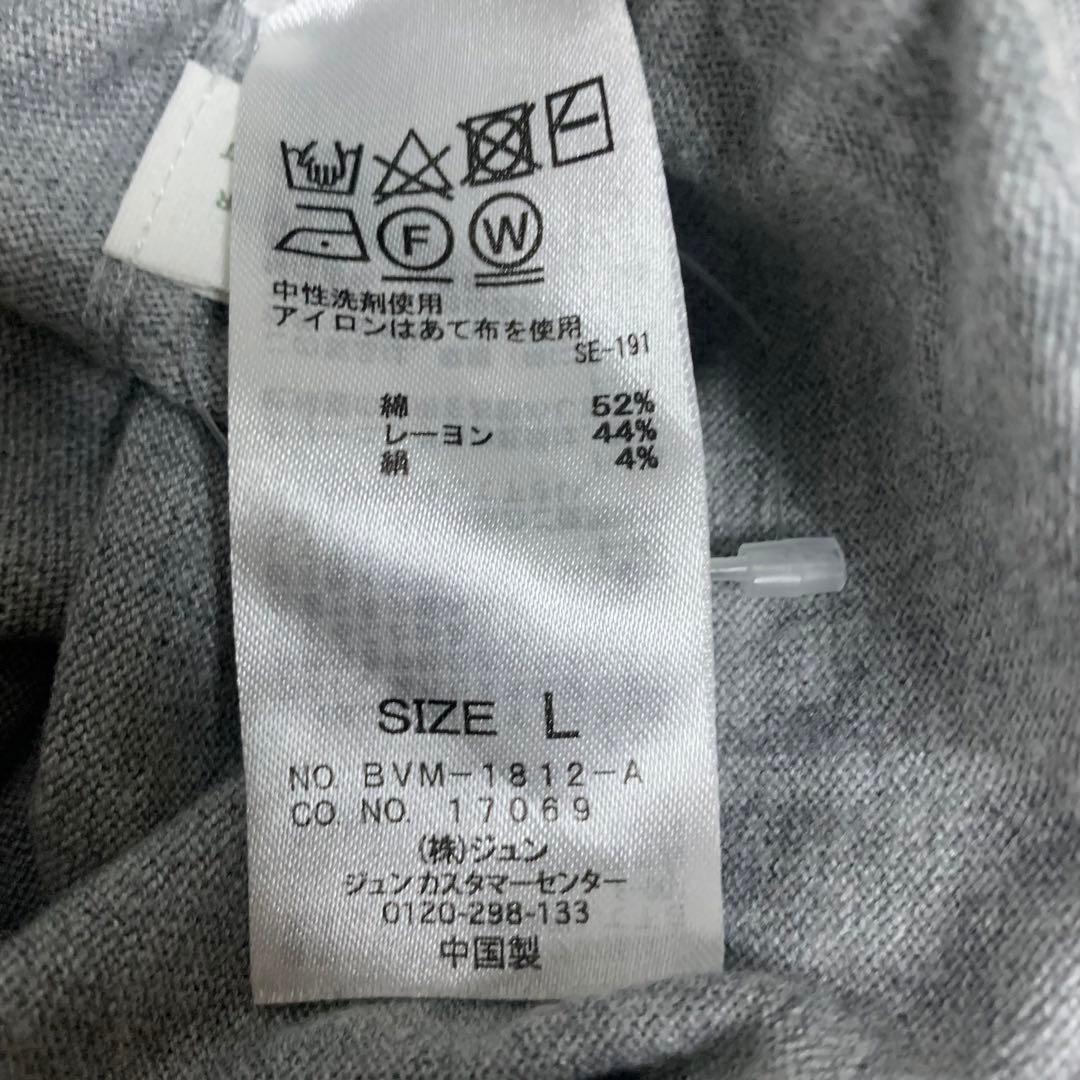 F W
中性洗剤使用
アイロンはあて布を使用
SE-191
綿 52%
レーヨン 44%
絹 4%
SIZE L
NO. BVM-1812-A
CO. NO. 17069
(株)ジュン
ジュンカスタマーセンター
0120-298-133
中国製